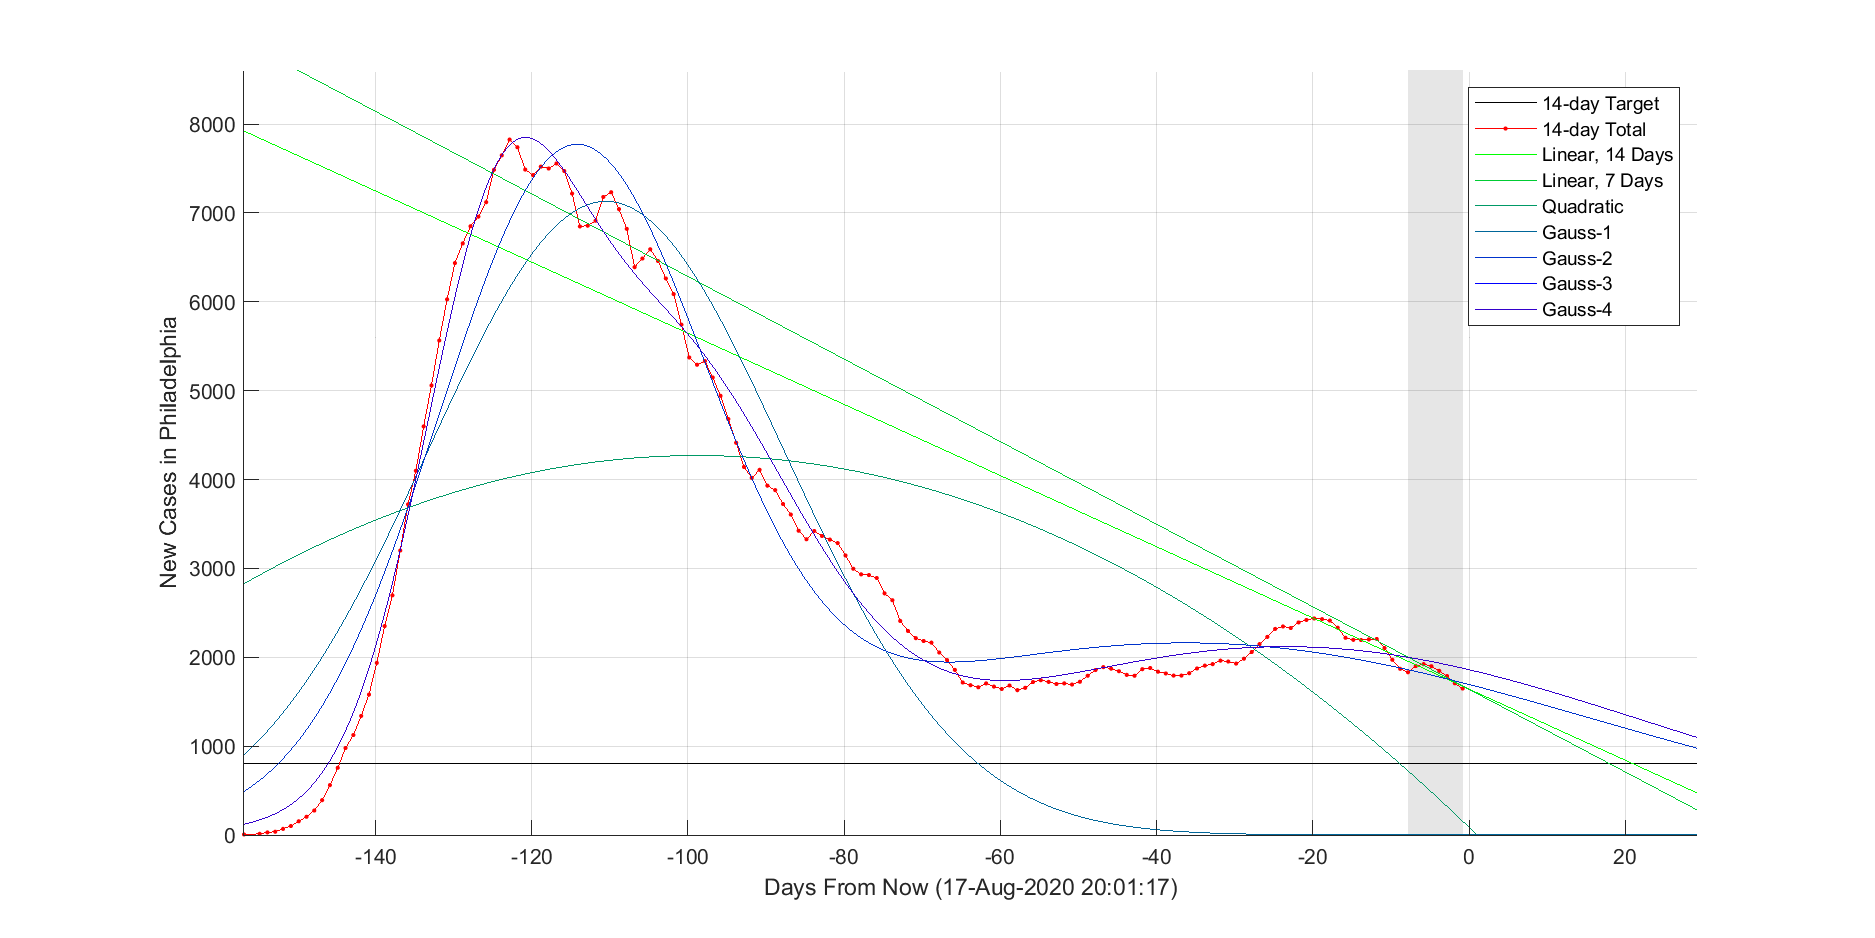 8000
7000
6000
5000
4000
3000
2000
1000
0
New Cases in Philadelphia
14-day Target
14-day Total
Linear, 14 Days
Linear, 7 Days
Quadratic
Gauss-1
Gauss-2
Gauss-3
Gauss-4
-140 -120 -100 -80 -60 -40 -20 0 20
Days From Now (17-Aug-2020 20:01:17)